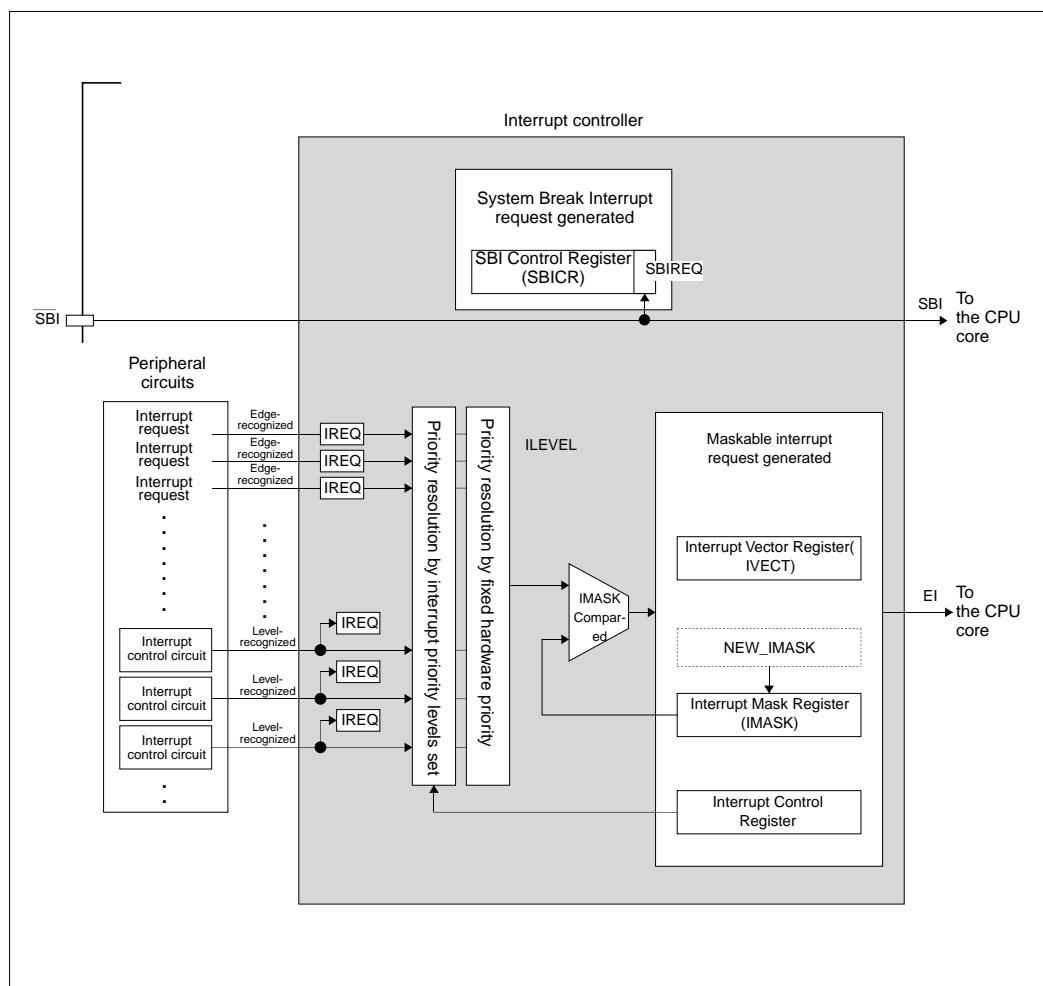 Interrupt controller
System Break Interrupt
request generated
SBI Control Register
(SBICR)
SBIREQ
SBI
SBI
To
the CPU
core
Peripheral
circuits
Interrupt
request
Interrupt
request
Interrupt
request
Edge-
recognized
Edge-
recognized
Edge-
recognized
IREQ
IREQ
IREQ
Interrupt
control circuit
Interrupt
control circuit
Interrupt
control circuit
Level-
recognized
Level-
recognized
Level-
recognized
IREQ
IREQ
IREQ
Priority resolution by interrupt priority levels set
Priority resolution by fixed hardware priority
ILEVEL
IMASK
Compar-
ed
Maskable interrupt
request generated
Interrupt Vector Register(
IVECT)
NEW_IMASK
Interrupt Mask Register
(IMASK)
Interrupt Control
Register
EI
To
the CPU
core